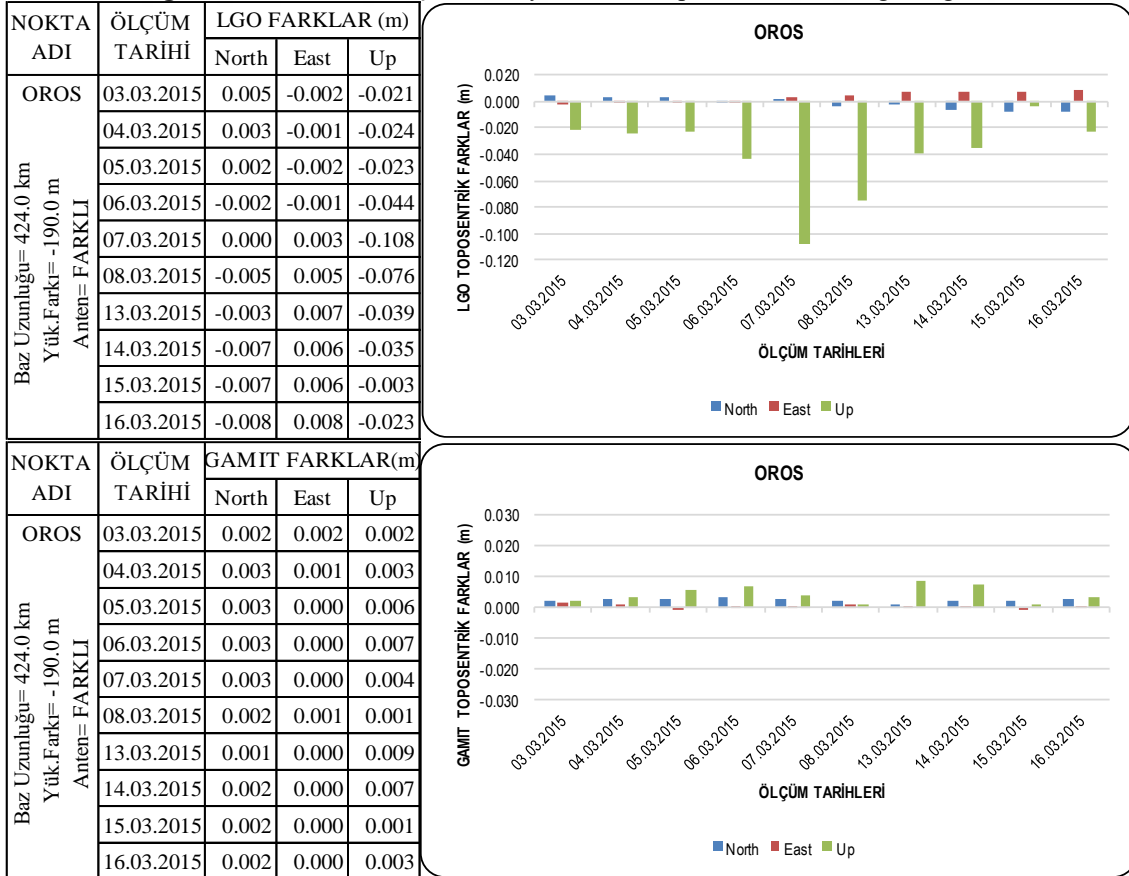 NOKTA ADI ÖLÇÜM TARİHİ LGO FARKLAR (m)
North East Up
OROS 03.03.2015 0.005 -0.002 -0.021
04.03.2015 0.003 -0.001 -0.024
05.03.2015 0.002 -0.002 -0.023
06.03.2015 -0.002 -0.001 -0.044
07.03.2015 0.000 0.003 -0.108
08.03.2015 -0.005 0.005 -0.076
13.03.2015 -0.003 0.007 -0.039
14.03.2015 -0.007 0.006 -0.035
15.03.2015 -0.007 0.006 -0.003
16.03.2015 -0.008 0.008 -0.023
Baz Uzunluğu= 424.0 km
Yük.Farkı= -190.0 m
Anten= FARKLI
OROS
LGO TOPOSENTRİK FARKLAR (m)
0.020
0.000
-0.020
-0.040
-0.060
-0.080
-0.100
-0.120
03.03.2015 04.03.2015 05.03.2015 06.03.2015 07.03.2015 08.03.2015 13.03.2015 14.03.2015 15.03.2015 16.03.2015
ÖLÇÜM TARİHLERİ
North East Up
NOKTA ADI ÖLÇÜM TARİHİ GAMIT FARKLAR(m)
North East Up
OROS 03.03.2015 0.002 0.002 0.002
04.03.2015 0.003 0.001 0.003
05.03.2015 0.003 0.000 0.006
06.03.2015 0.003 0.000 0.007
07.03.2015 0.003 0.000 0.004
08.03.2015 0.002 0.001 0.001
13.03.2015 0.001 0.000 0.009
14.03.2015 0.002 0.000 0.007
15.03.2015 0.002 0.000 0.001
16.03.2015 0.002 0.000 0.003
Baz Uzunluğu= 424.0 km
Yük.Farkı= -190.0 m
Anten= FARKLI
OROS
GAMIT TOPOSENTRİK FARKLAR (m)
0.030
0.020
0.010
0.000
-0.010
-0.020
-0.030
03.03.2015 04.03.2015 05.03.2015 06.03.2015 07.03.2015 08.03.2015 13.03.2015 14.03.2015 15.03.2015 16.03.2015
ÖLÇÜM TARİHLERİ
North East Up